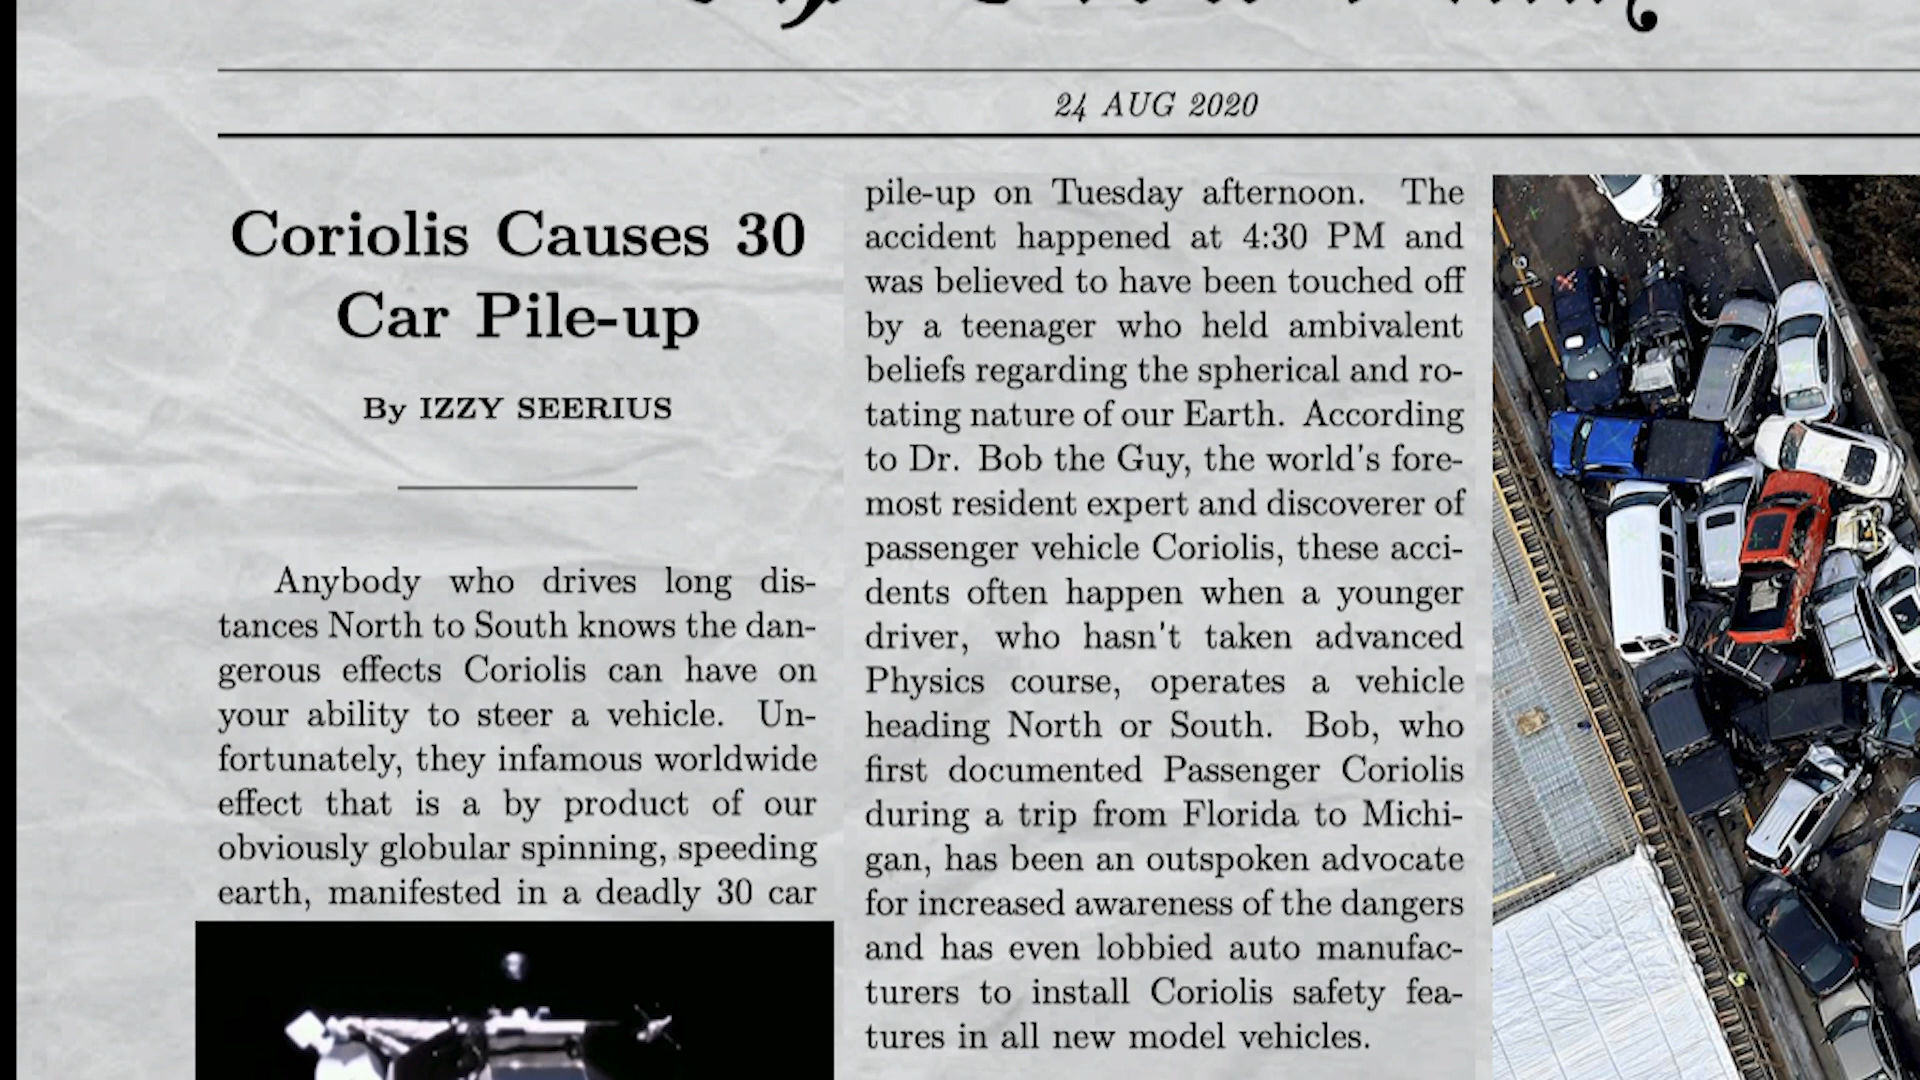 24 AUG 2020
Coriolis Causes 30
Car Pile-up
By IZZY SEERIUS
Anybody who drives long dis-
tances North to South knows the dan-
gerous effects Coriolis can have on
your ability to steer a vehicle. Un-
fortunately, they infamous worldwide
effect that is a by product of our
obviously globular spinning, speeding
earth, manifested in a deadly 30 car
pile-up on Tuesday afternoon. The
accident happened at 4:30 PM and
was believed to have been touched off
by a teenager who held ambivalent
beliefs regarding the spherical and ro-
tating nature of our Earth. According
to Dr. Bob the Guy, the world's fore-
most resident expert and discoverer of
passenger vehicle Coriolis, these acci-
dents often happen when a younger
driver, who hasn't taken advanced
Physics course, operates a vehicle
heading North or South. Bob, who
first documented Passenger Coriolis
during a trip from Florida to Michi-
gan, has been an outspoken advocate
for increased awareness of the dangers
and has even lobbied auto manufac-
turers to install Coriolis safety fea-
tures in all new model vehicles.